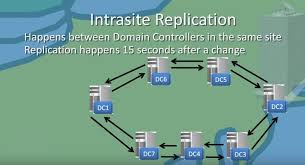 Intrasite Replication
Happens between Domain Controllers in the same site
Replication happens 15 seconds after a change
DC6
DC5
DC1
DC2
DC7
DC4
DC3